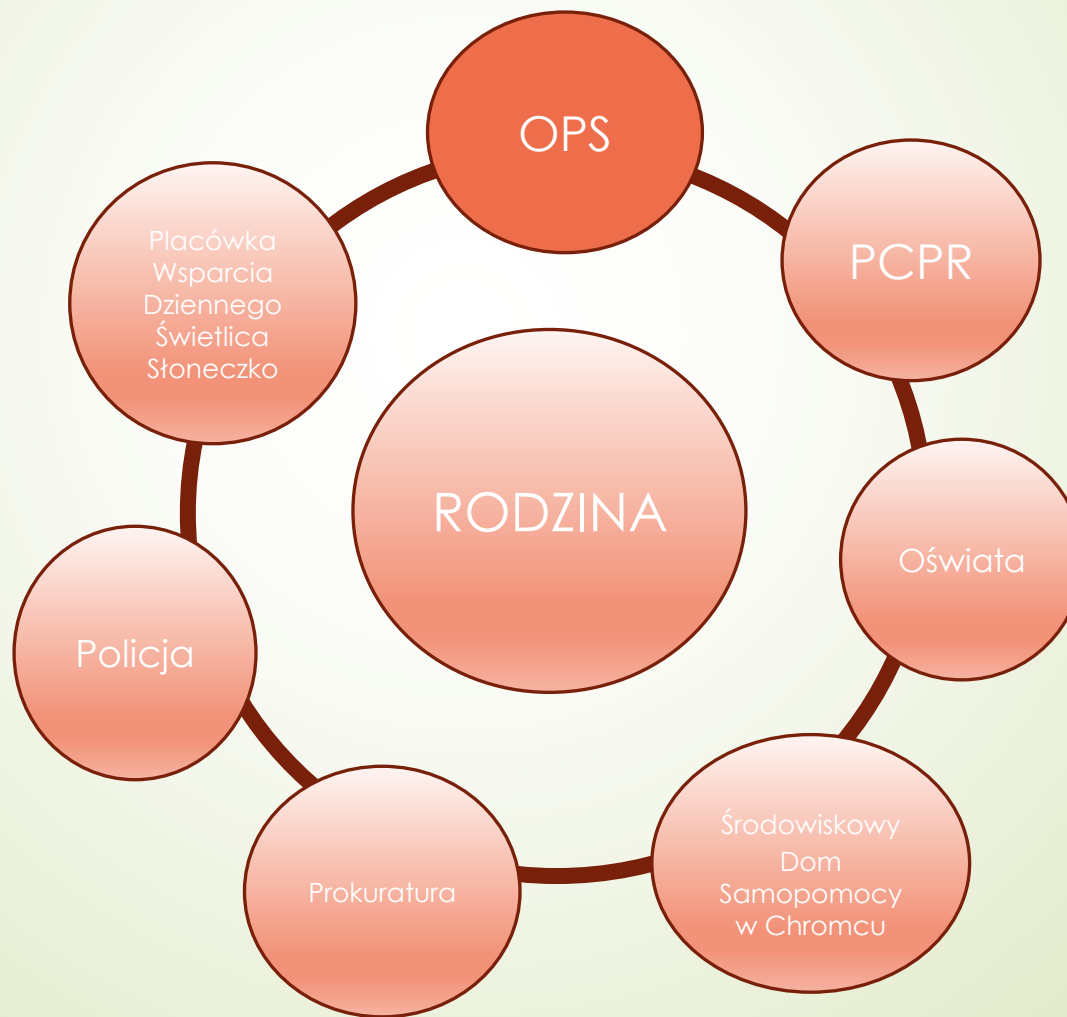 OPS
PCPR
Oświata
Środowiskowy
Dom
Samopomocy
w Chromcu
Prokuratura
Policja
Placówka
Wsparcia
Dziennego
Świetlica
Słoneczko
RODZINA